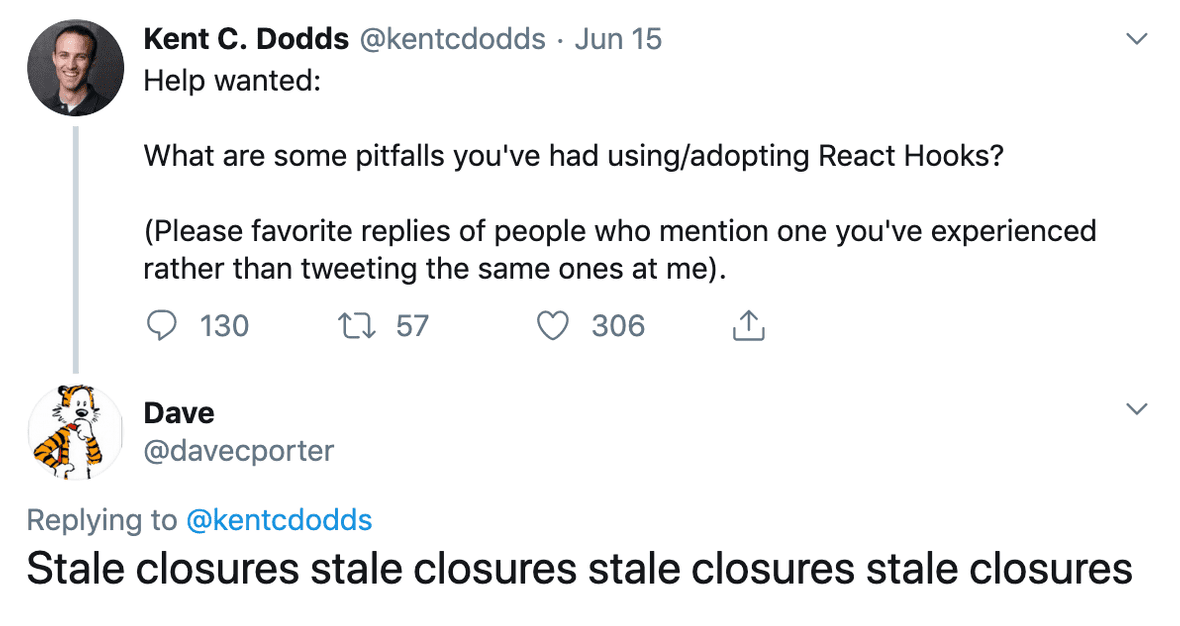 Kent C. Dodds @kentcdodds · Jun 15
Help wanted:
What are some pitfalls you've had using/adopting React Hooks?
(Please favorite replies of people who mention one you've experienced
rather than tweeting the same ones at me).
130 57 306
Dave
@davecporter
Replying to @kentcdodds
Stale closures stale closures stale closures stale closures